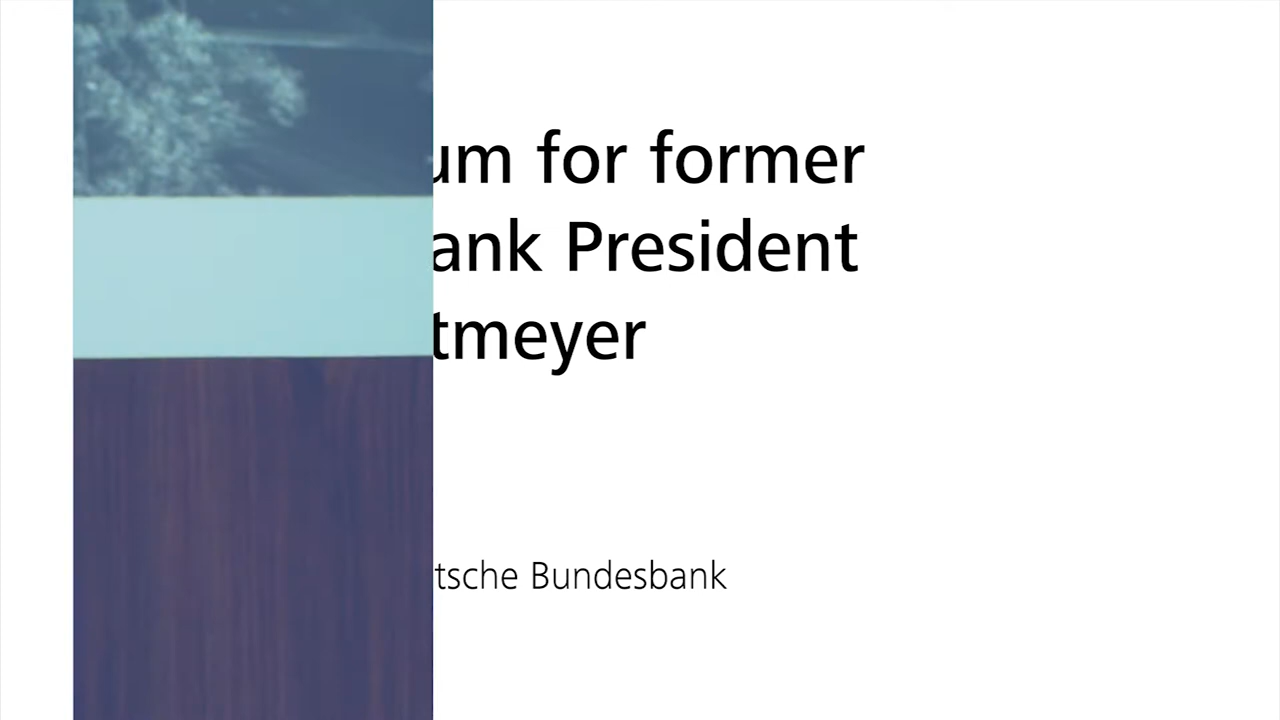 um for former
ank President
tmeyer
tsche Bundesbank